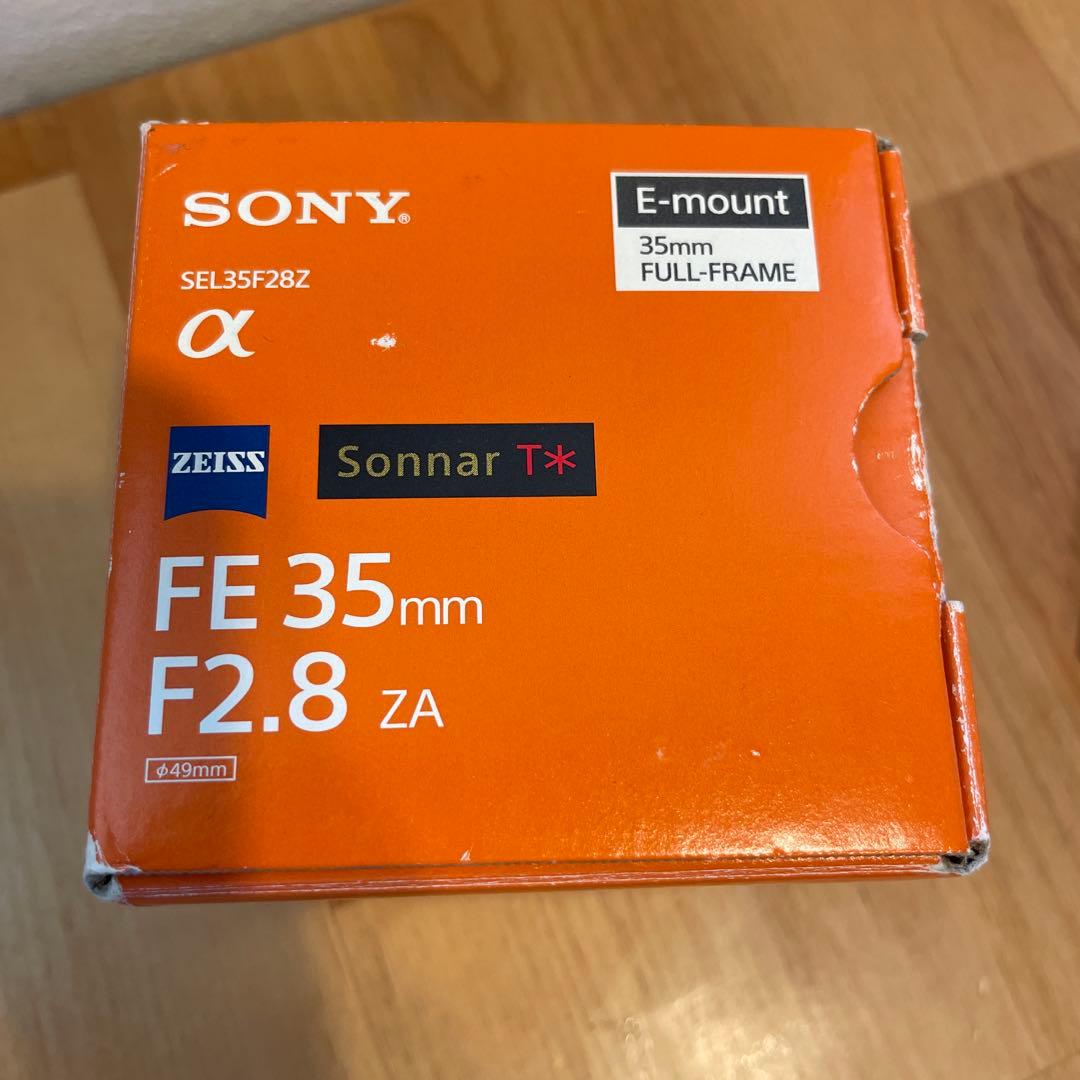 SONY®
SEL35F28Z
α
E-mount
35mm
FULL-FRAME
ZEISS
Sonnar T*
FE 35mm
F2.8 ZA
ϕ49mm